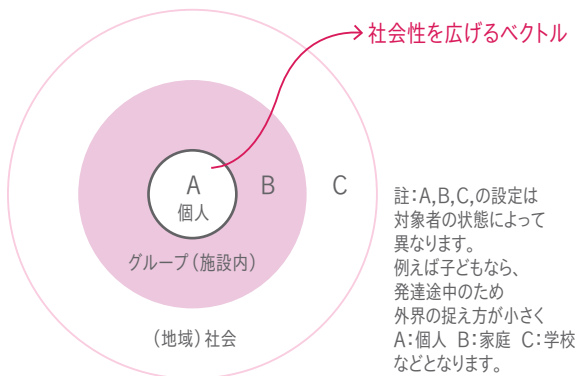 社会性を広げるベクトル
A
個人
B
C
グループ（施設内）
（地域）社会
註：A,B,C,の設定は
対象者の状態によって
異なります。
例えば子どもなら、
発達途中のため
外界の捉え方が小さく
A：個人 B：家庭 C：学校
などとなります。